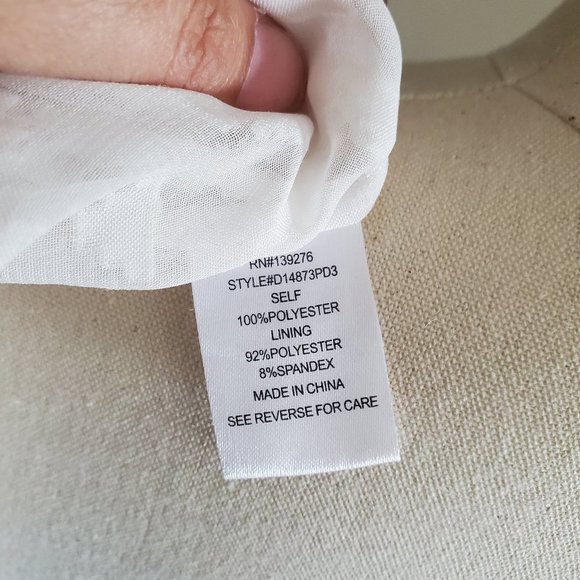 RN#139276
STYLE#D14873PD3
SELF
100%POLYESTER
LINING
92%POLYESTER
8%SPANDEX
MADE IN CHINA
SEE REVERSE FOR CARE